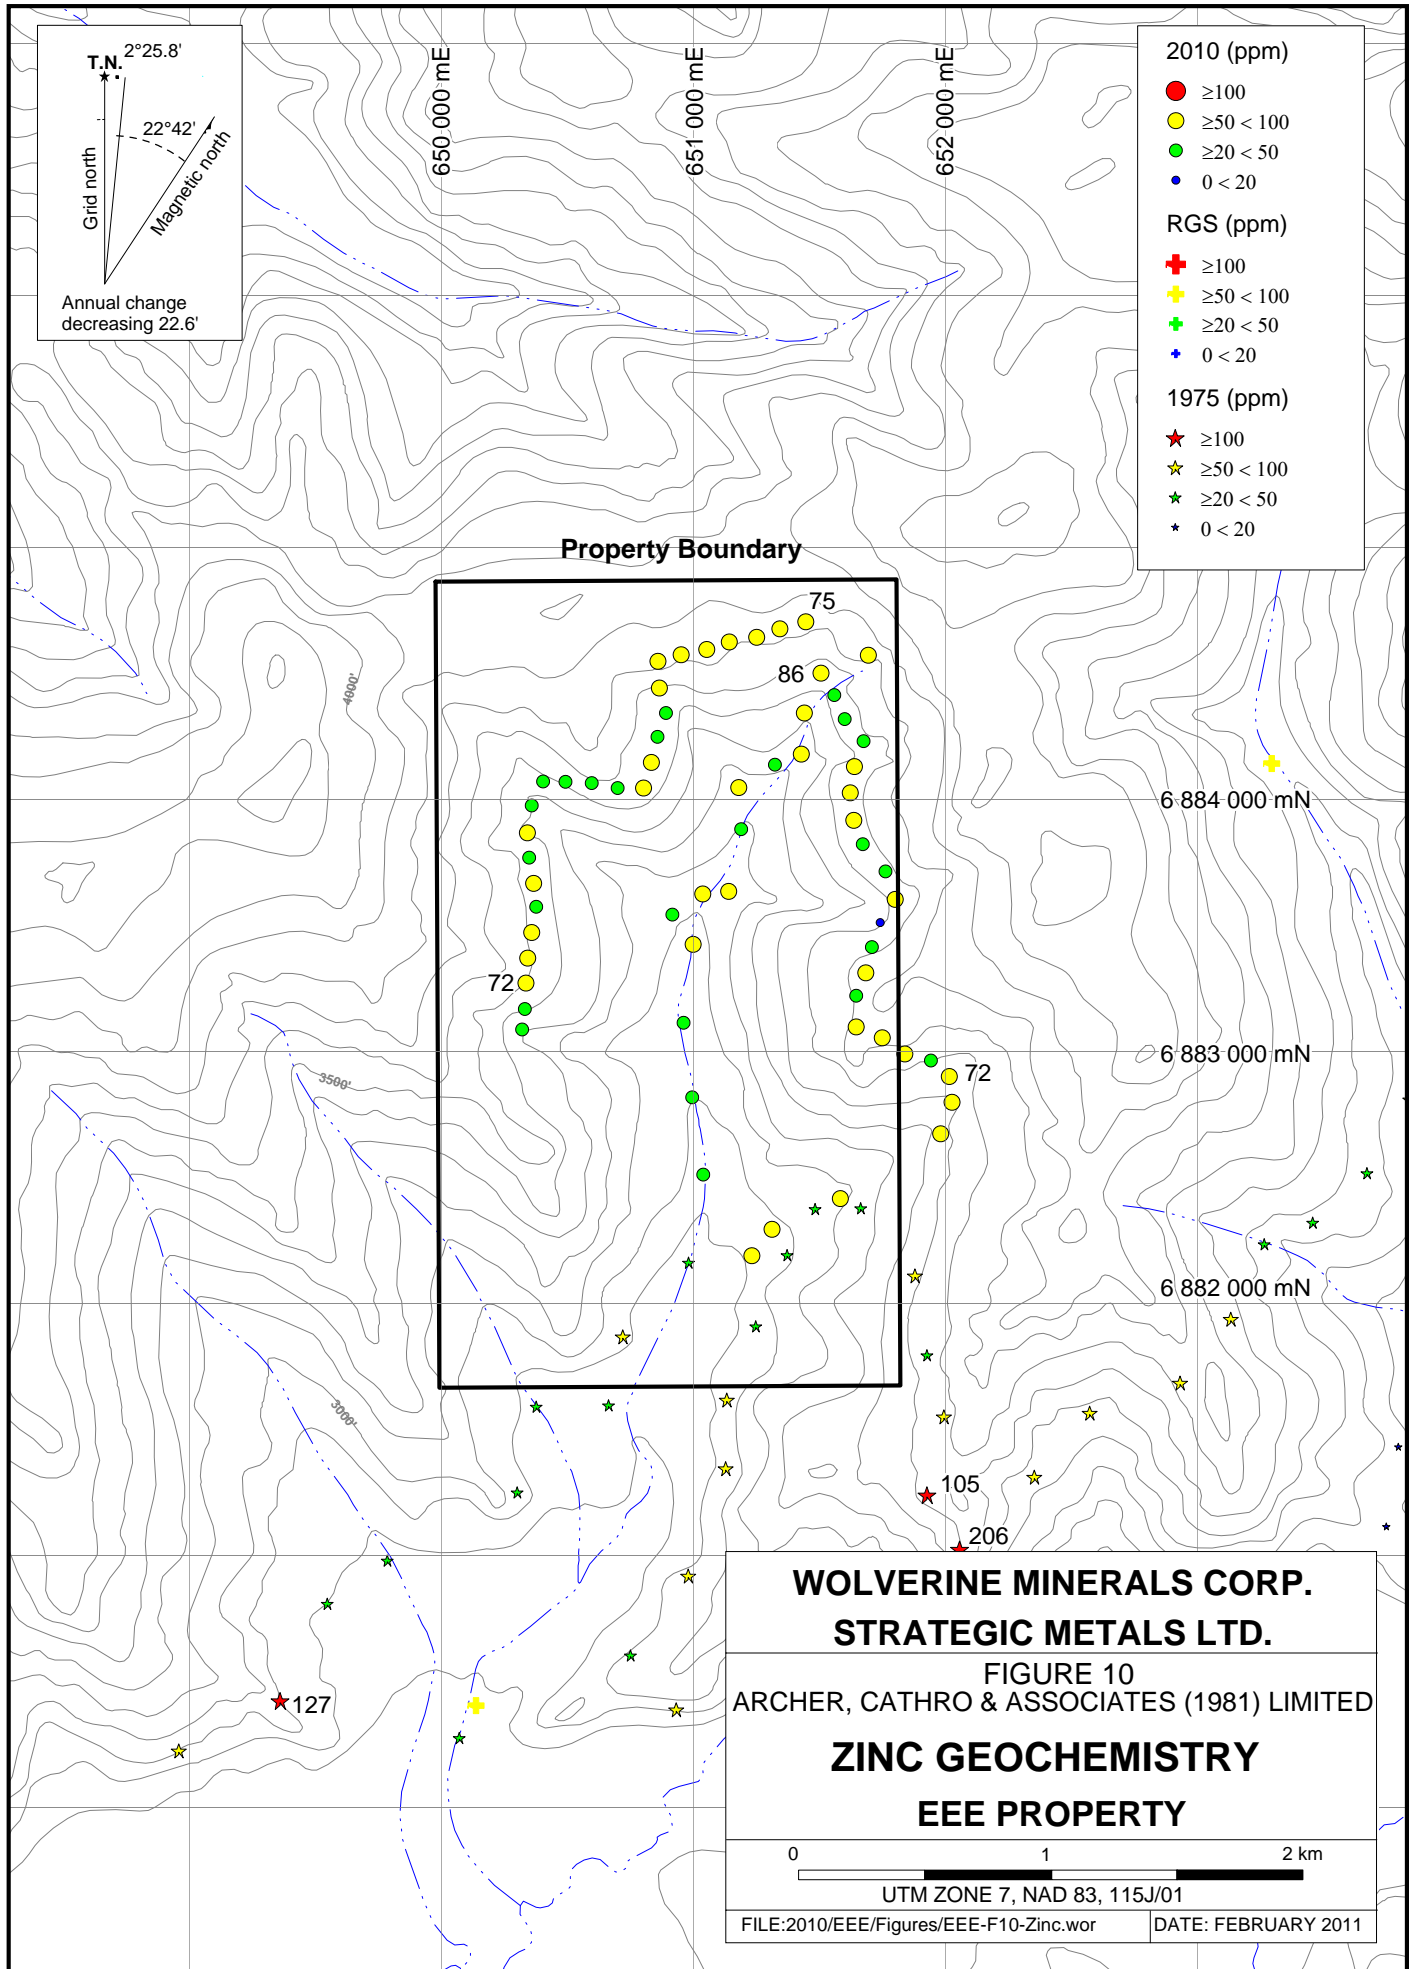 T.N.
2°25.8'
22°42'
Grid north
Magnetic north
Annual change
decreasing 22.6'
650 000 mE
651 000 mE
652 000 mE
2010 (ppm)
≥100
≥50 < 100
≥20 < 50
0 < 20
RGS (ppm)
≥100
≥50 < 100
≥20 < 50
0 < 20
1975 (ppm)
≥100
≥50 < 100
≥20 < 50
0 < 20
Property Boundary
75
86
4000'
6 884 000 mN
72
6 883 000 mN
72
3500'
6 882 000 mN
3000'
105
206
127
WOLVERINE MINERALS CORP.
STRATEGIC METALS LTD.
FIGURE 10
ARCHER, CATHRO & ASSOCIATES (1981) LIMITED
ZINC GEOCHEMISTRY
EEE PROPERTY
0 1 2 km
UTM ZONE 7, NAD 83, 115J/01
FILE:2010/EEE/Figures/EEE-F10-Zinc.wor
DATE: FEBRUARY 2011